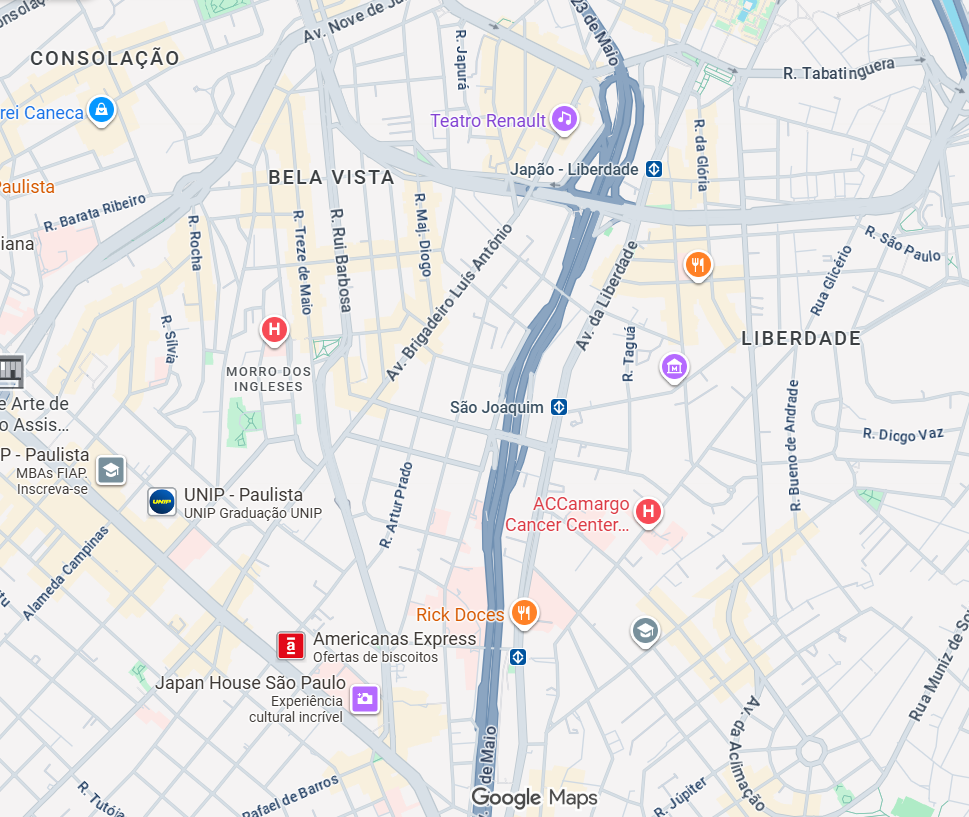 onsolação
Av. Nove de Ju
23 de Maio
CONSOLAÇÃO
R. Japurá
R. Tabatinguera
rei Caneca
Teatro Renault
R. da Glória
Japão - Liberdade
BELA VISTA
Paulista
R. Barata Ribeiro
R. Rocha
R. Treze de Maio
R. Rui Barbosa
R. Maj. Diogo
Av. Brigadeiro Luís Antônio
Av. da Liberdade
R. São Paulo
Rua Glicério
iana
R. Sílvia
H
MORRO DOS
INGLESES
R. Taguá
LIBERDADE
e Arte de
o Assis...
São Joaquim
R. Bueno de Andrade
R. Diogo Vaz
P - Paulista
MBAs FIAP.
Inscreva-se
UNIP
UNIP - Paulista
UNIP Graduação UNIP
R. Artur Prado
ACCamargo
Cancer Center...
H
Alameda Campinas
tu
Rick Doces
a
Americanas Express
Ofertas de biscoitos
Japan House São Paulo
Experiência
cultural incrível
Rua Muniz de So
Av. da Aclimação
de Maio
R. Tutóia
Rafael de Barros
R. Júpiter
Google Maps